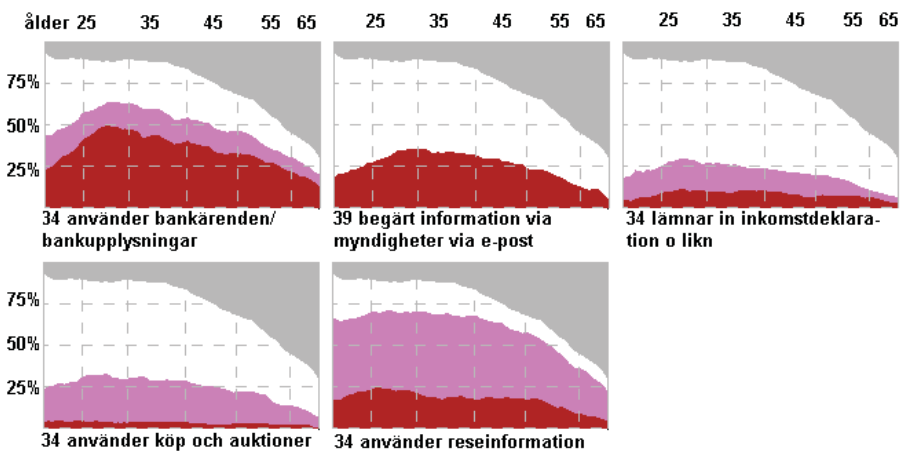 ålder 25 35 45 55 65 25 35 45 55 65 25 35 45 55 65
75%
50%
25%
34 använder bankärenden/
bankupplysningar
39 begärt information via
myndigheter via e-post
34 lämnar in inkomstdeklara-
tion o likn
75%
50%
25%
34 använder köp och auktioner
34 använder reseinformation